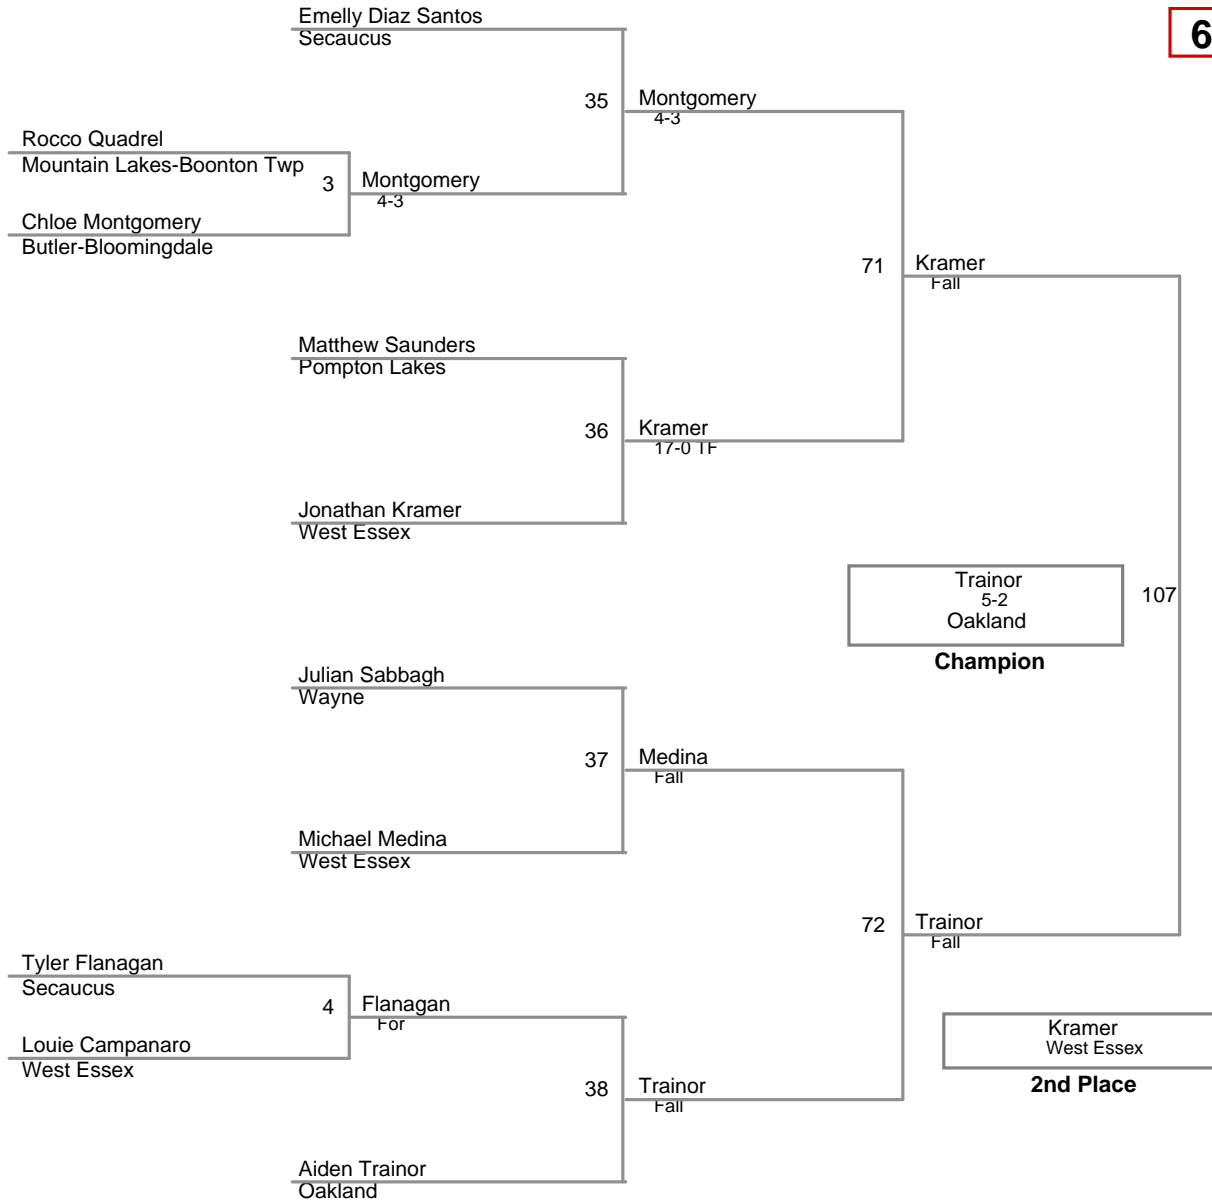 Emelly Diaz Santos
Secaucus
6
35
Montgomery
4-3
Rocco Quadrel
Mountain Lakes-Boonton Twp
3
Montgomery
4-3
Chloe Montgomery
Butler-Bloomingdale
71
Kramer
Fall
Matthew Saunders
Pompton Lakes
36
Kramer
17-0 TF
Jonathan Kramer
West Essex
Trainor
5-2
Oakland
107
Champion
Julian Sabbagh
Wayne
37
Medina
Fall
Michael Medina
West Essex
72
Trainor
Fall
Tyler Flanagan
Secaucus
4
Flanagan
For
Louie Campanaro
West Essex
Kramer
West Essex
2nd Place
38
Trainor
Fall
Aiden Trainor
Oakland